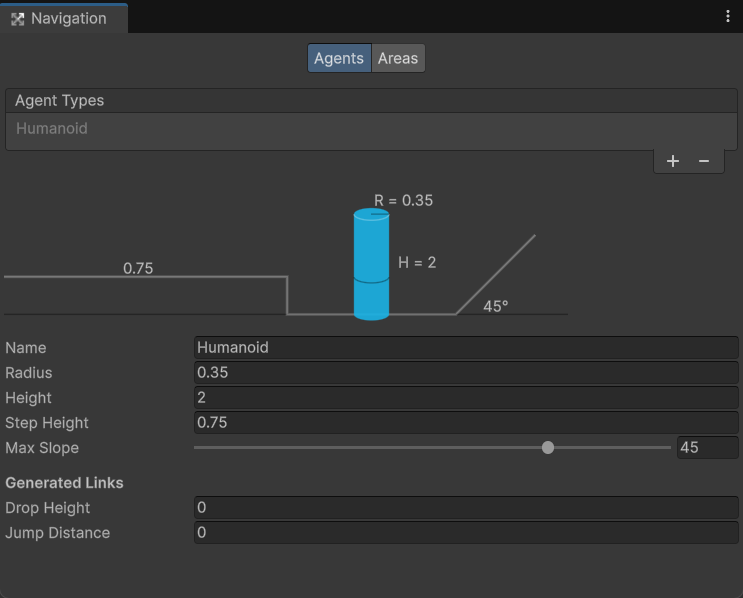 Navigation
Agents Areas
Agent Types
Humanoid
+ −
R = 0.35
0.75
H = 2
45°
Name Humanoid
Radius 0.35
Height 2
Step Height 0.75
Max Slope 45
Generated Links
Drop Height 0
Jump Distance 0